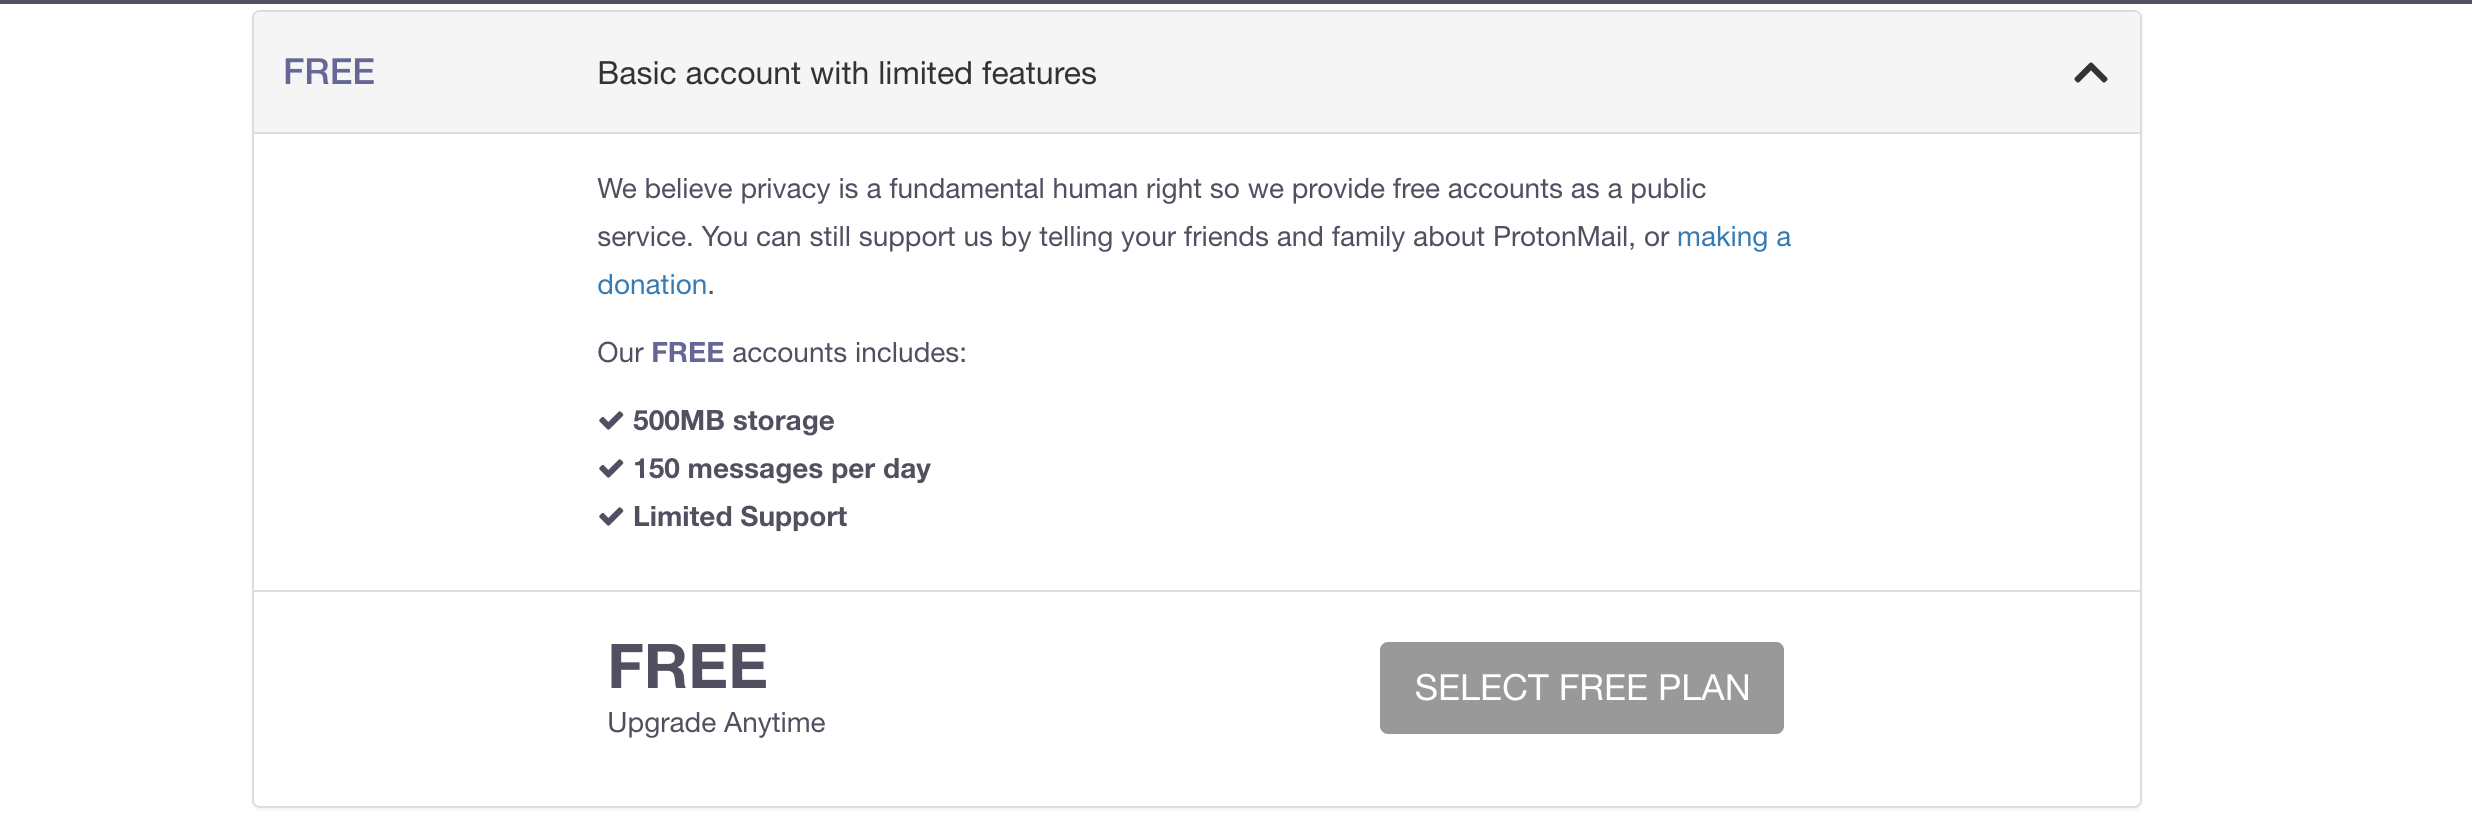 FREE Basic account with limited features
We believe privacy is a fundamental human right so we provide free accounts as a public
service. You can still support us by telling your friends and family about ProtonMail, or making a
donation.
Our FREE accounts includes:
500MB storage
150 messages per day
Limited Support
FREE
Upgrade Anytime
SELECT FREE PLAN